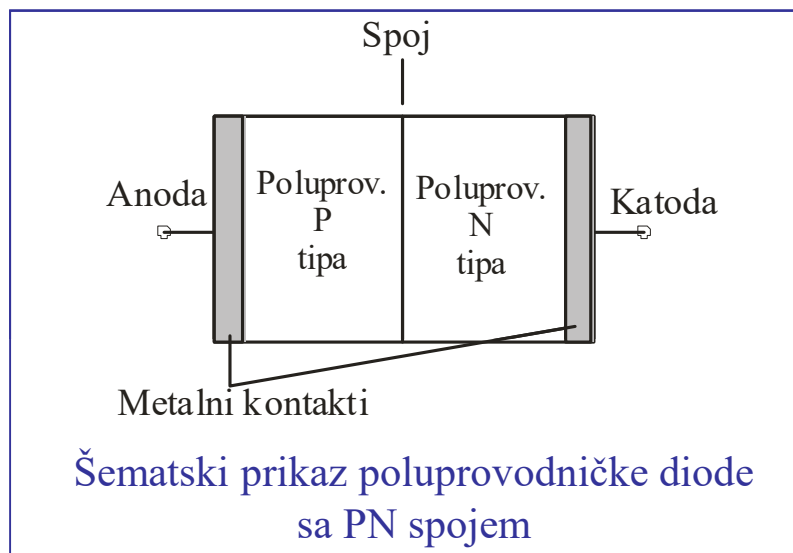 Spoj
Anoda
Poluprov.
P
tipa
Poluprov.
N
tipa
Katoda
Metalni kontakti
Šematski prikaz poluprovodničke diode
sa PN spojem